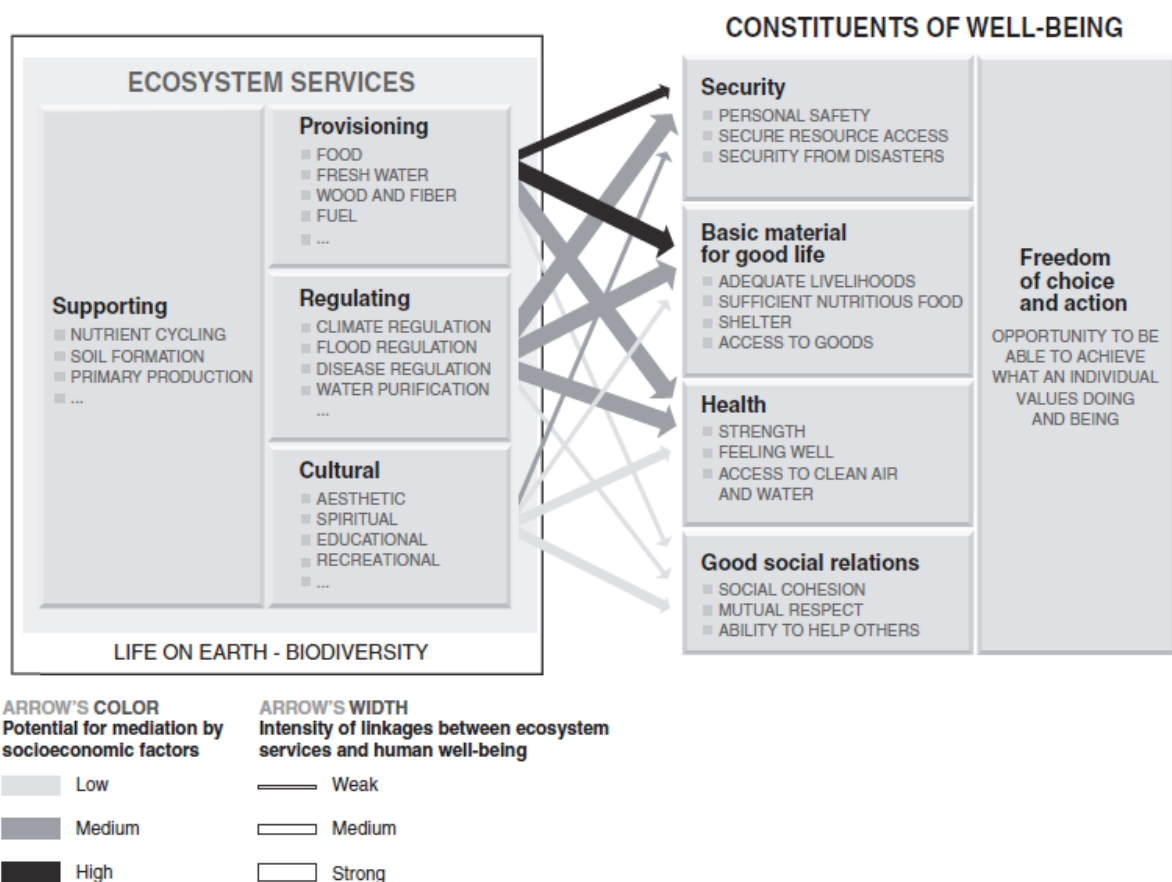 CONSTITUENTS OF WELL-BEING
ECOSYSTEM SERVICES
Supporting
NUTRIENT CYCLING
SOIL FORMATION
PRIMARY PRODUCTION
...
Provisioning
FOOD
FRESH WATER
WOOD AND FIBER
FUEL
...
Regulating
CLIMATE REGULATION
FLOOD REGULATION
DISEASE REGULATION
WATER PURIFICATION
...
Cultural
AESTHETIC
SPIRITUAL
EDUCATIONAL
RECREATIONAL
...
LIFE ON EARTH - BIODIVERSITY
Security
PERSONAL SAFETY
SECURE RESOURCE ACCESS
SECURITY FROM DISASTERS
Basic material
for good life
ADEQUATE LIVELIHOODS
SUFFICIENT NUTRITIOUS FOOD
SHELTER
ACCESS TO GOODS
Health
STRENGTH
FEELING WELL
ACCESS TO CLEAN AIR
AND WATER
Good social relations
SOCIAL COHESION
MUTUAL RESPECT
ABILITY TO HELP OTHERS
Freedom
of choice
and action
OPPORTUNITY TO BE
ABLE TO ACHIEVE
WHAT AN INDIVIDUAL
VALUES DOING
AND BEING
ARROW'S COLOR
Potential for mediation by
socioeconomic factors
Low
Medium
High
ARROW'S WIDTH
Intensity of linkages between ecosystem
services and human well-being
Weak
Medium
Strong